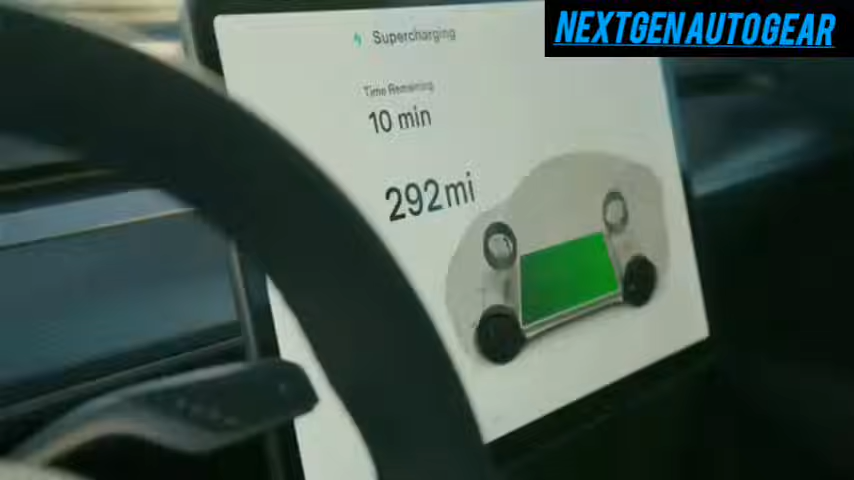 NEXTGENAUTOGEAR
Supercharging
Time Remaining
10 min
292mi